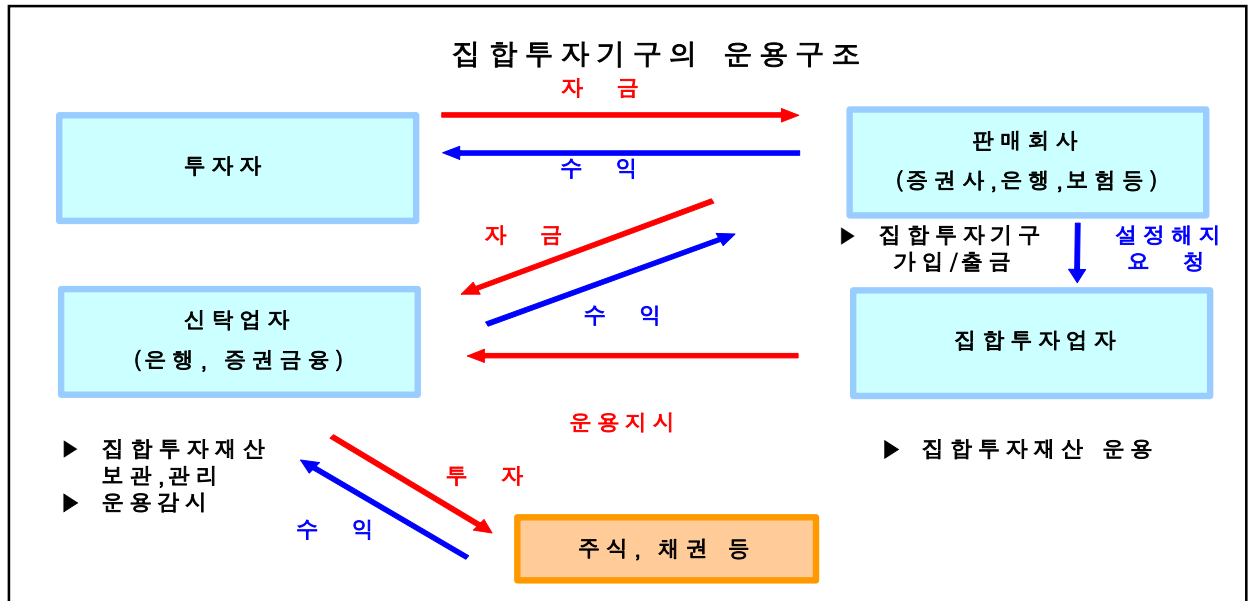 집합투자기구의 운용구조
자 금
투자자
수 익
판매회사
(증권사,은행,보험등)
자 금
▶ 집합투자기구
가입/출금
설정해지
요 청
신탁업자
(은행, 증권금융)
수 익
집합투자업자
운용지시
▶ 집합투자재산
보관,관리
▶ 운용감시
▶ 집합투자재산 운용
투 자
수 익
주식, 채권 등